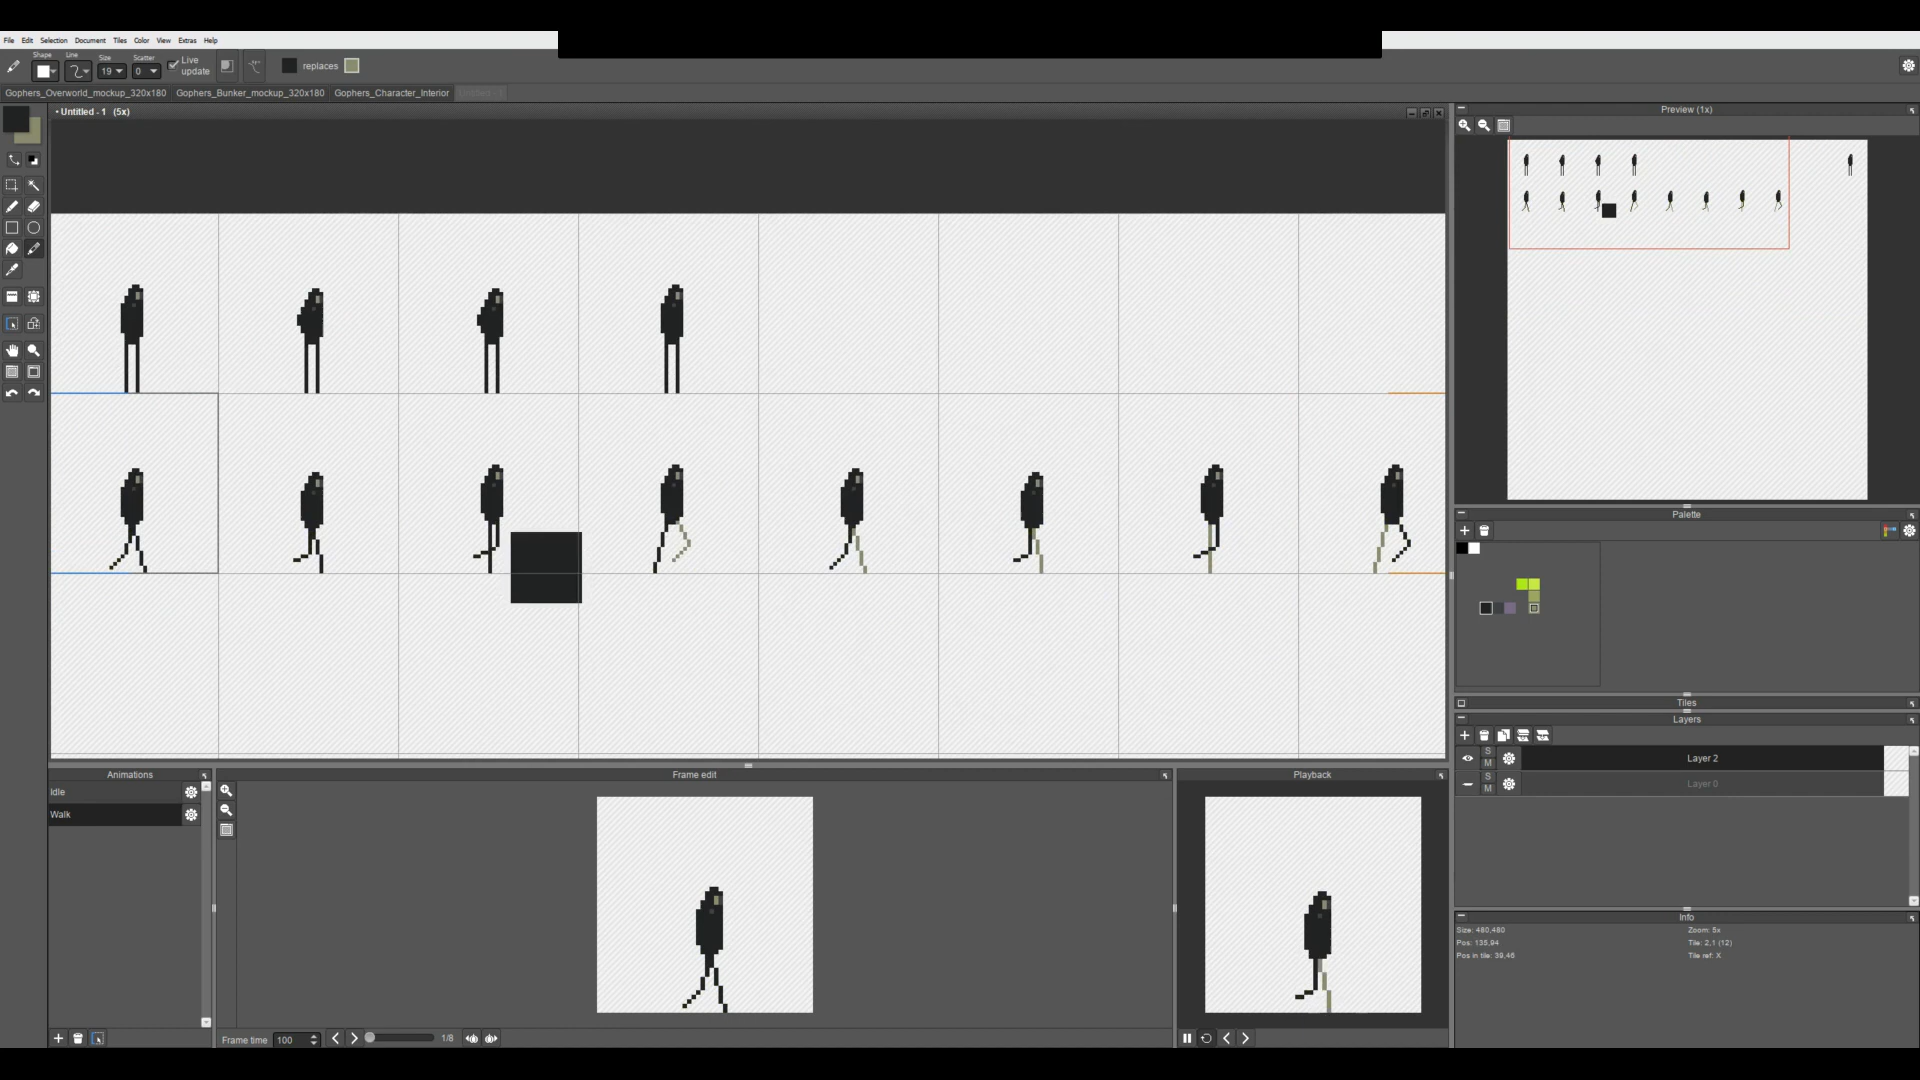 File Edit Selection Document Tiles Color View Extras Help
Shape Line Size Scatter
19 0 Live update replaces
Gophers_Overworld_mockup_320x180 Gophers_Bunker_mockup_320x180 Gophers_Character_Interior Untitled - 1
• Untitled - 1 (5x)
Preview (1x)
Palette
Tiles
Layers
S
M
Layer 2
S
M
Layer 0
Animations
Idle
Walk
Frame edit
Frame time 100
1/8
Playback
Info
Size: 480,480 Zoom: 5x
Pos: 135,94 Tile: 2,1 (12)
Pos in tile: 39,46 Tile ref: X